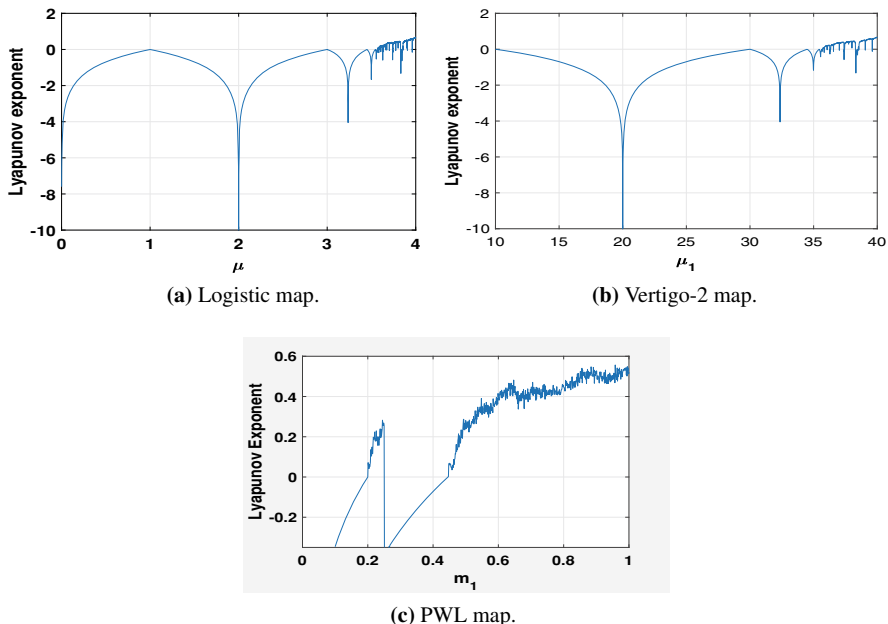 2
0
-2
-4
-6
-8
-10
Lyapunov exponent
0 1 2 3 4
μ
(a) Logistic map.
2
0
-2
-4
-6
-8
-10
Lyapunov exponent
10 15 20 25 30 35 40
μ1
(b) Vertigo-2 map.
0.6
0.4
0.2
0
-0.2
Lyapunov Exponent
0 0.2 0.4 0.6 0.8 1
m1
(c) PWL map.